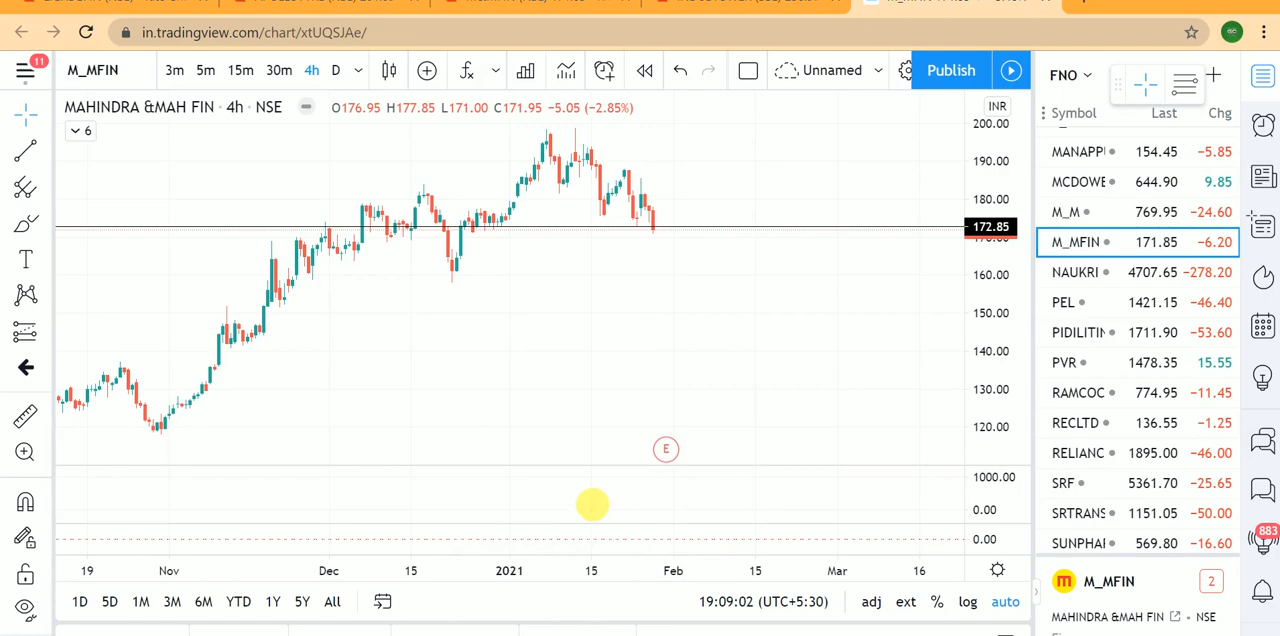 in.tradingview.com/chart/xtUQSJAe/
11
M_MFIN 3m 5m 15m 30m 4h D Unnamed Publish
FNO
MAHINDRA &MAH FIN · 4h · NSE O176.95 H177.85 L171.00 C171.95 -5.05 (-2.85%)
6
INR
200.00
190.00
180.00
172.85
160.00
150.00
140.00
130.00
120.00
E
1000.00
0.00
0.00
19 Nov Dec 15 2021 15 Feb 15 Mar 16
1D 5D 1M 3M 6M YTD 1Y 5Y All 19:09:02 (UTC+5:30) adj ext % log auto
Symbol Last Chg
MANAPP 154.45 -5.85
MCDOWE 644.90 9.85
M_M 769.95 -24.60
M_MFIN 171.85 -6.20
NAUKRI 4707.65 -278.20
PEL 1421.15 -46.40
PIDILITIN 1711.90 -53.60
PVR 1478.35 15.55
RAMCOC 774.95 -11.45
RECLTD 136.55 -1.25
RELIANC 1895.00 -46.00
SRF 5361.70 -25.65
SRTRANS 1151.05 -50.00
SUNPHAI 569.80 -16.60
883
m M_MFIN 2
MAHINDRA &MAH FIN NSE